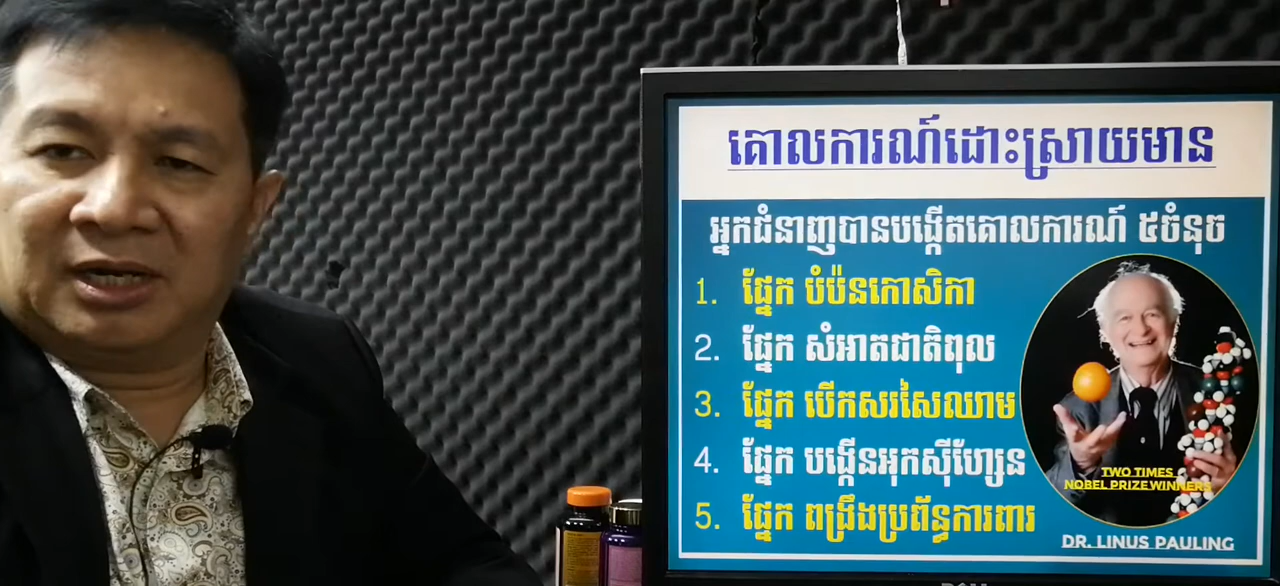 គោលការណ៍ដោះស្រាយមាន
អ្នកជំនាញបានបង្កើតគោលការណ៍ ៥ចំនុច
1. ផ្នែក បំប៉នកោសិកា
2. ផ្នែក សំអាតជាតិពុល
3. ផ្នែក បើកសរសៃឈាម
4. ផ្នែក បង្កើនអុកស៊ីហ្សែន
5. ផ្នែក ពង្រឹងប្រព័ន្ធការពារ
TWO TIMES
NOBEL PRIZE WINNERS
DR. LINUS PAULING